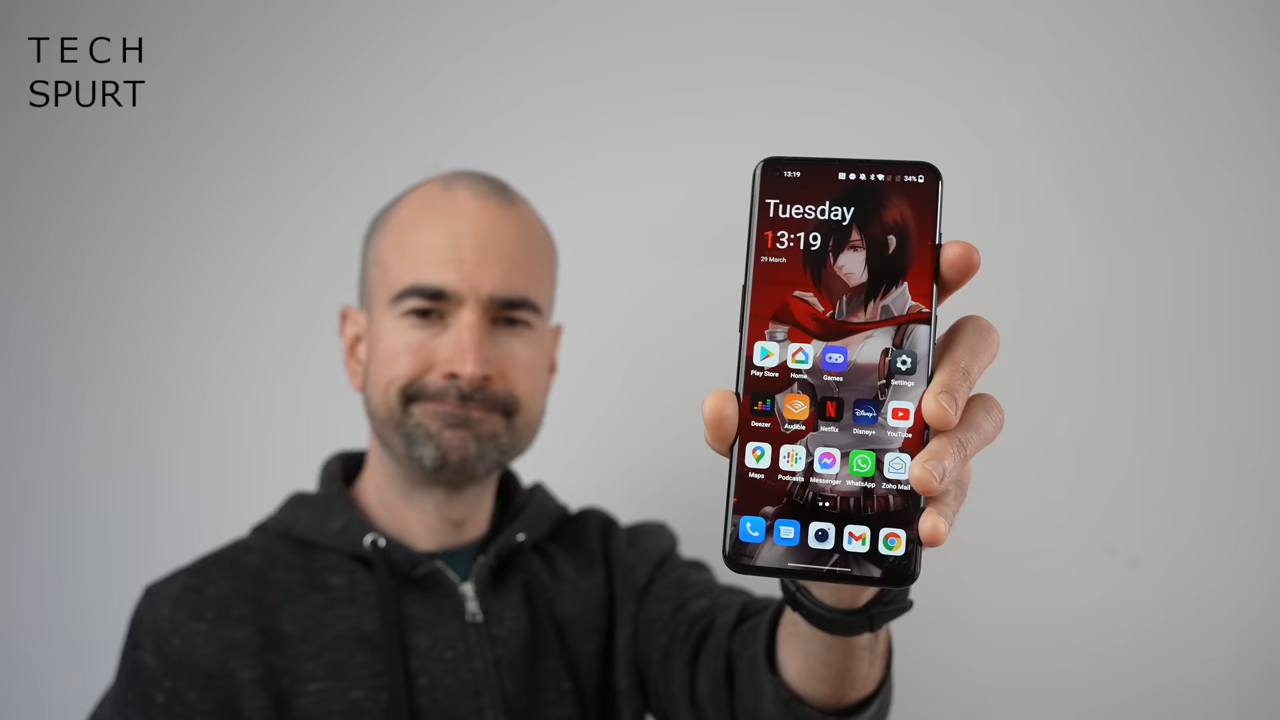 TECH
SPURT
13:19
34%
Tuesday
13:19
29 March
Play Store
Home
Games
Settings
Deezer
Audible
Netflix
Disney+
YouTube
Maps
Podcasts
Messenger
WhatsApp
Zoho Mail